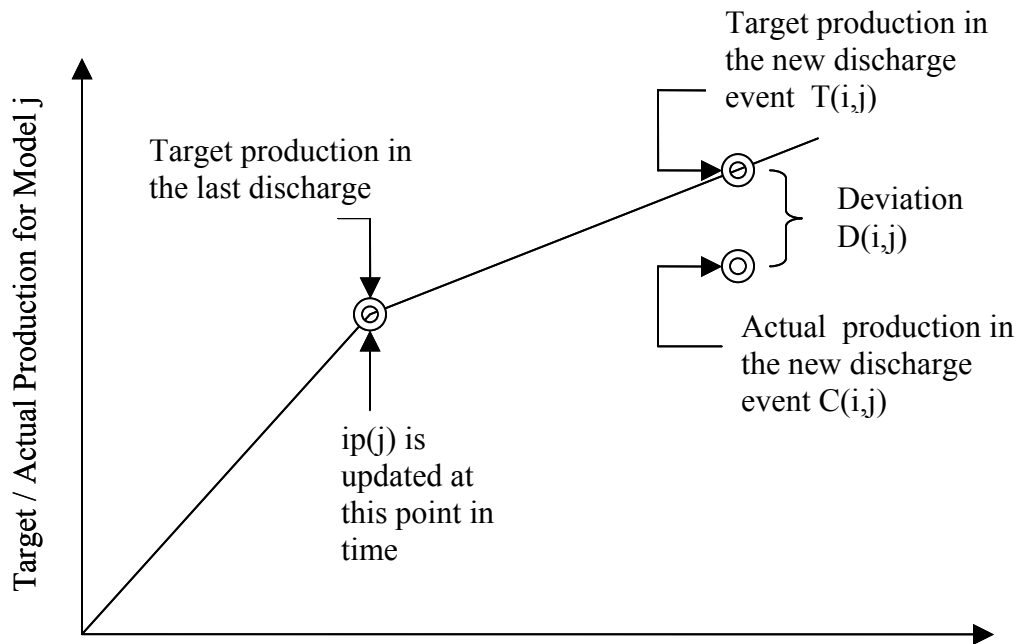 Target production in
the new discharge
event T(i,j)
Target production in
the last discharge
Deviation
D(i,j)
Actual production in
the new discharge
event C(i,j)
ip(j) is
updated at
this point in
time
Target / Actual Production for Model j